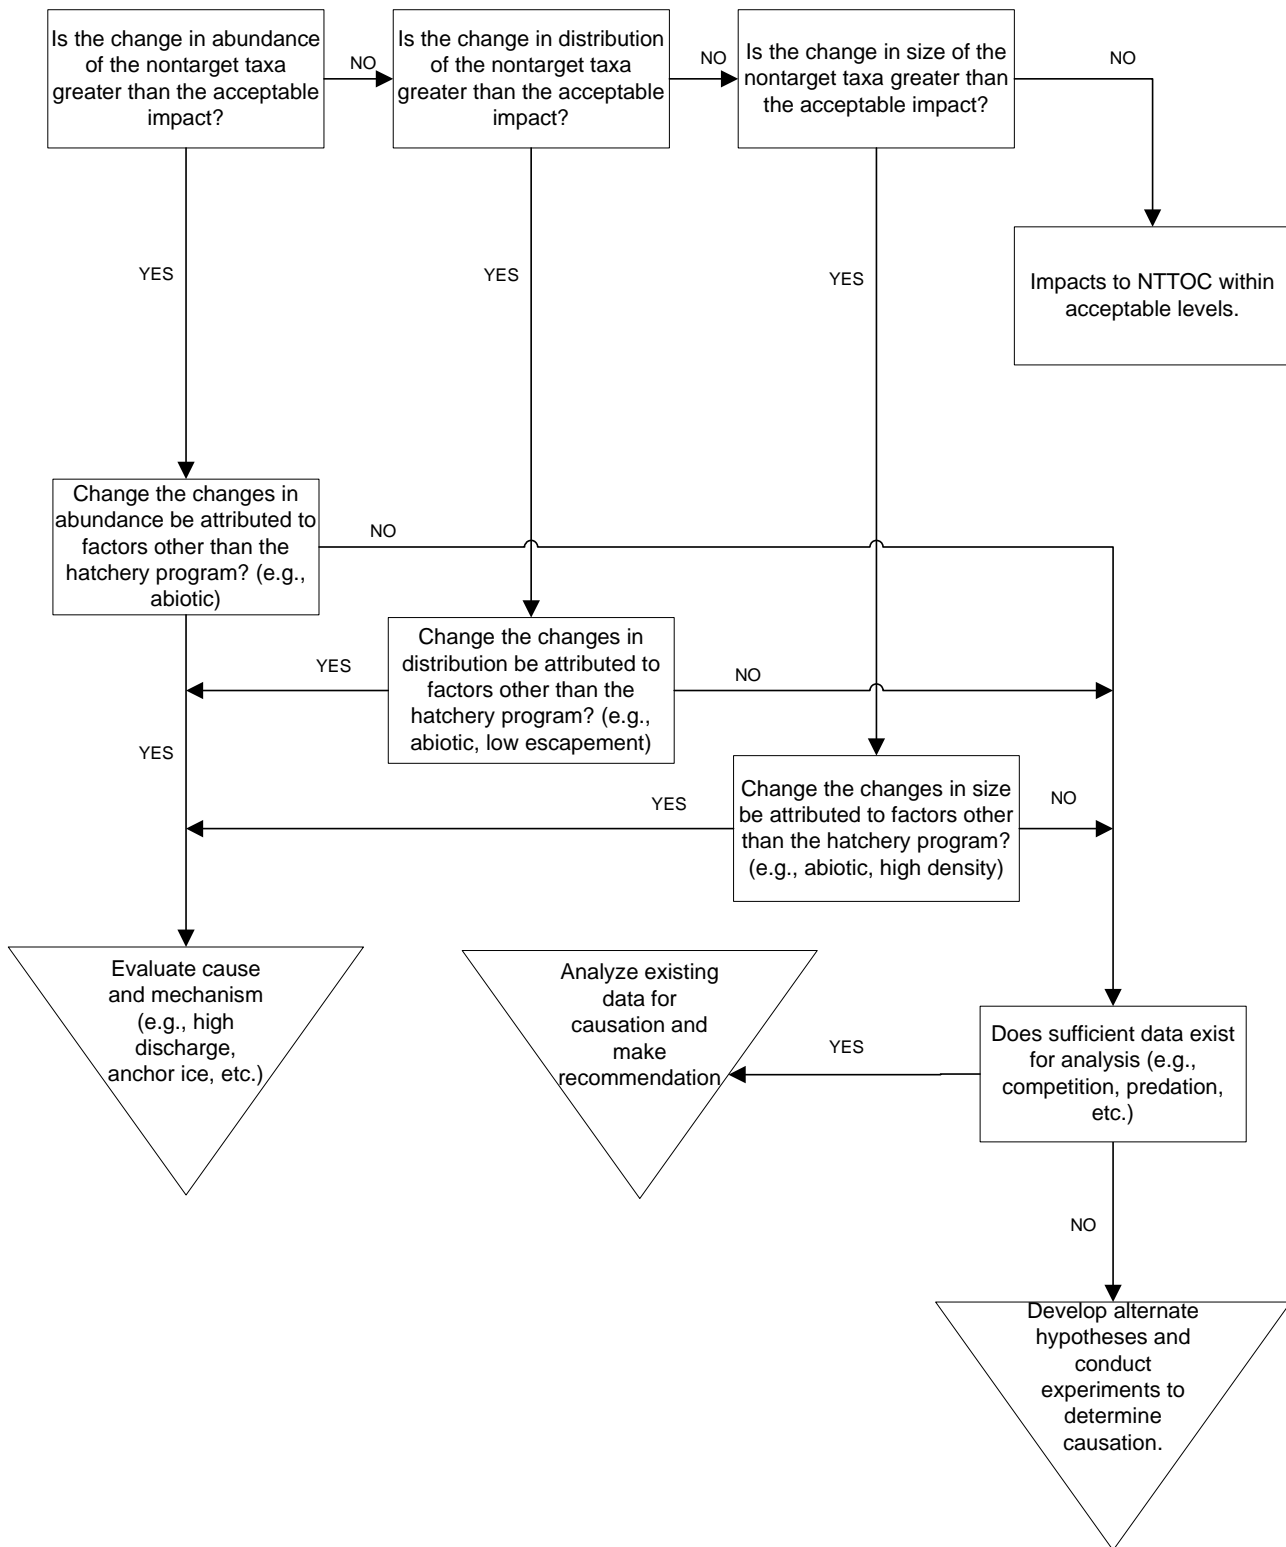 Is the change in abundance
of the nontarget taxa
greater than the acceptable
impact?
NO
Is the change in distribution
of the nontarget taxa
greater than the acceptable
impact?
NO
Is the change in size of the
nontarget taxa greater than
the acceptable impact?
NO
YES
YES
YES
Impacts to NTTOC within
acceptable levels.
Change the changes in
abundance be attributed to
factors other than the
hatchery program? (e.g.,
abiotic)
NO
Change the changes in
distribution be attributed to
factors other than the
hatchery program? (e.g.,
abiotic, low escapement)
YES
NO
YES
Change the changes in size
be attributed to factors other
than the hatchery program?
(e.g., abiotic, high density)
YES
NO
Evaluate cause
and mechanism
(e.g., high
discharge,
anchor ice, etc.)
Analyze existing
data for
causation and
make
recommendation
YES
Does sufficient data exist
for analysis (e.g.,
competition, predation,
etc.)
NO
Develop alternate
hypotheses and
conduct
experiments to
determine
causation.